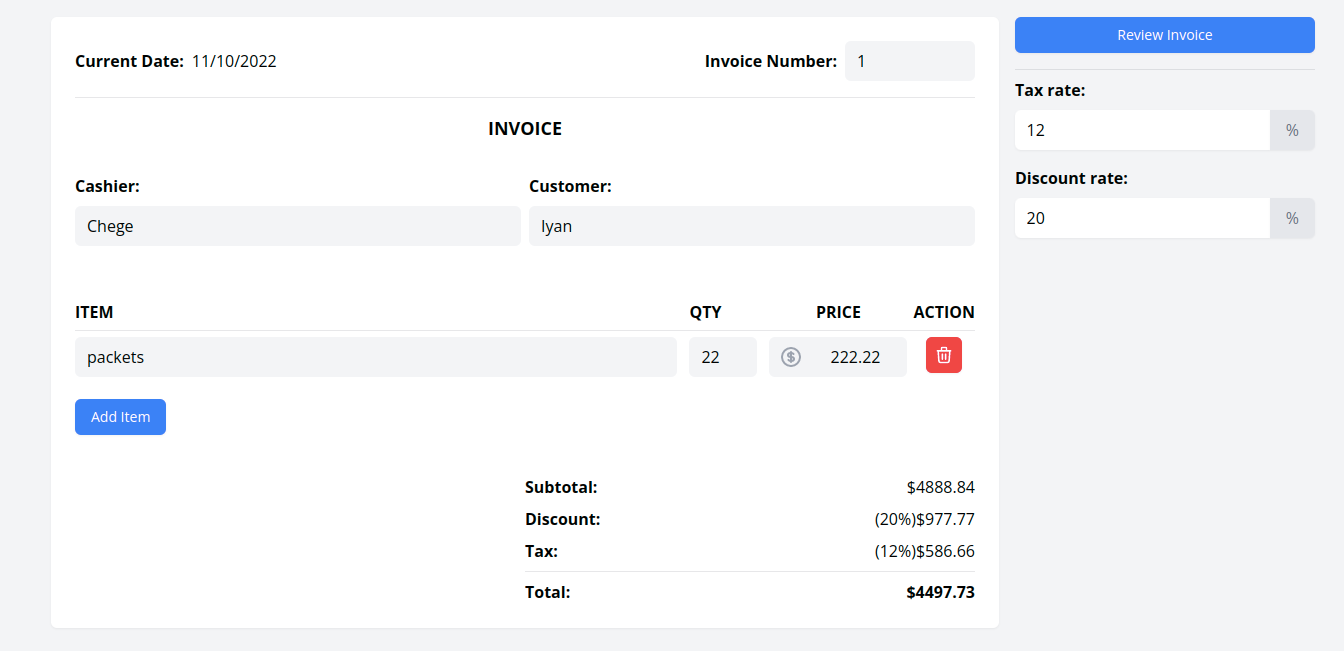 Current Date: 11/10/2022
Invoice Number: 1
INVOICE
Cashier:
Customer:
Chege
Iyan
ITEM QTY PRICE ACTION
packets 22 $ 222.22
Add Item
Subtotal: $4888.84
Discount: (20%)$977.77
Tax: (12%)$586.66
Total: $4497.73
Review Invoice
Tax rate:
12 %
Discount rate:
20 %